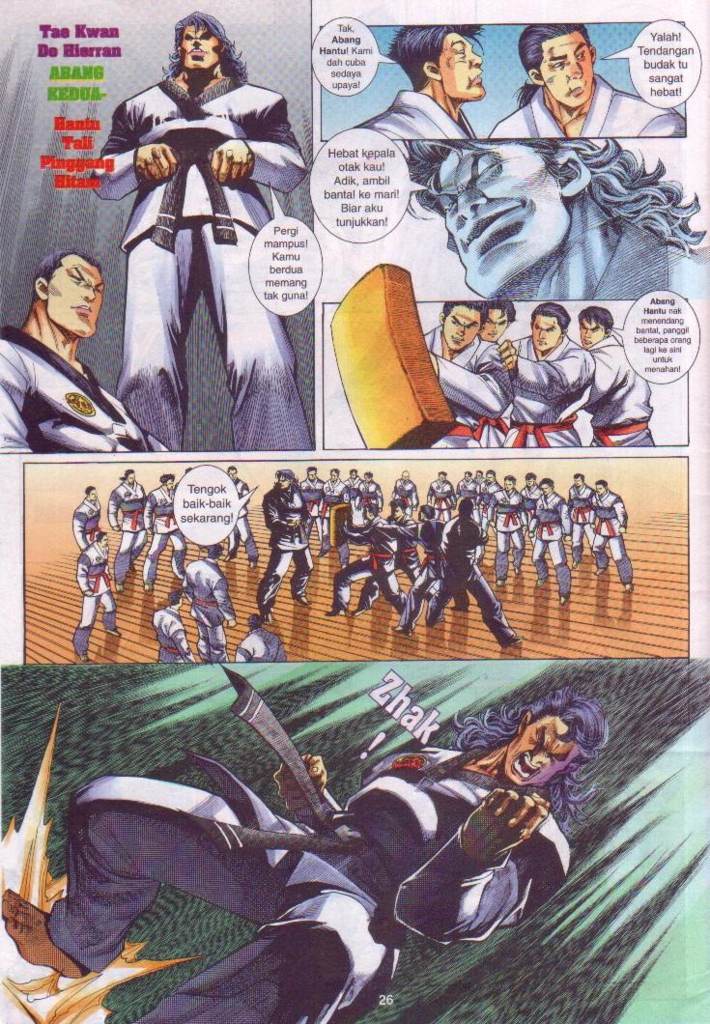 Tae Kwan
Do Hierran
ABANG
KEDUA-
Hantu
Tali
Pinggang
Hitam
Pergi
mampus!
Kamu
berdua
memang
tak guna!
Tak,
Abang
Hantu! Kami
dah cuba
sedaya
upaya!
Yalah!
Tendangan
budak tu
sangat
hebat!
Hebat kepala
otak kau!
Adik, ambil
bantal ke mari!
Biar aku
tunjukkan!
Abang
Hantu nak
menendang
bantal, panggil
beberapa orang
lagi ke sini
untuk
menahan!
Tengok
baik-baik
sekarang!
Zhak
!
26